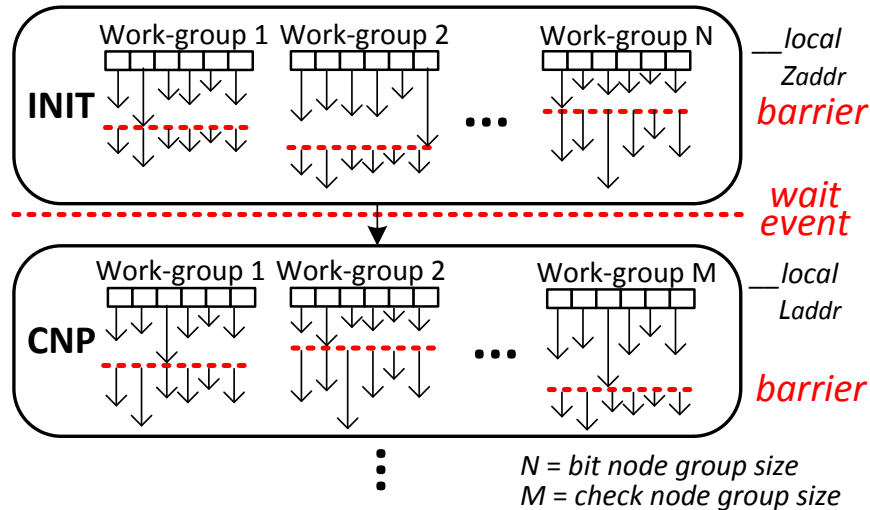 Work-group 1
Work-group 2
Work-group N
__local
Zaddr
INIT
barrier
wait
event
Work-group 1
Work-group 2
Work-group M
__local
Laddr
CNP
barrier
N = bit node group size
M = check node group size